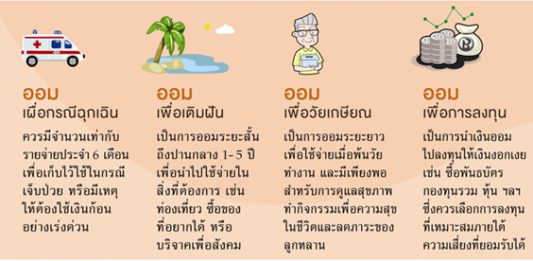 ออม
เผื่อกรณีฉุกเฉิน
ควรมีจำนวนเท่ากับ
รายจ่ายประจำ 6 เดือน
เพื่อเก็บไว้ใช้ในกรณี
เจ็บป่วย หรือมีเหตุ
ให้ต้องใช้เงินก้อน
อย่างเร่งด่วน
ออม
เพื่อเติมฝัน
เป็นการออมระยะสั้น
ถึงปานกลาง 1-5 ปี
เพื่อนำไปใช้จ่ายใน
สิ่งที่ต้องการ เช่น
ท่องเที่ยว ซื้อของ
ที่อยากได้ หรือ
บริจาคเพื่อสังคม
ออม
เพื่อวัยเกษียณ
เป็นการออมระยะยาว
เพื่อใช้จ่ายเมื่อพ้นวัย
ทำงาน และมีเพียงพอ
สำหรับการดูแลสุขภาพ
ทำกิจกรรมเพื่อความสุข
ในชีวิตและลดภาระของ
ลูกหลาน
ออม
เพื่อการลงทุน
เป็นการนำเงินออม
ไปลงทุนให้เงินงอกเงย
เช่น ซื้อพันธบัตร
กองทุนรวม หุ้น ฯลฯ
ซึ่งควรเลือกการลงทุน
ที่เหมาะสมภายใต้
ความเสี่ยงที่ยอมรับได้